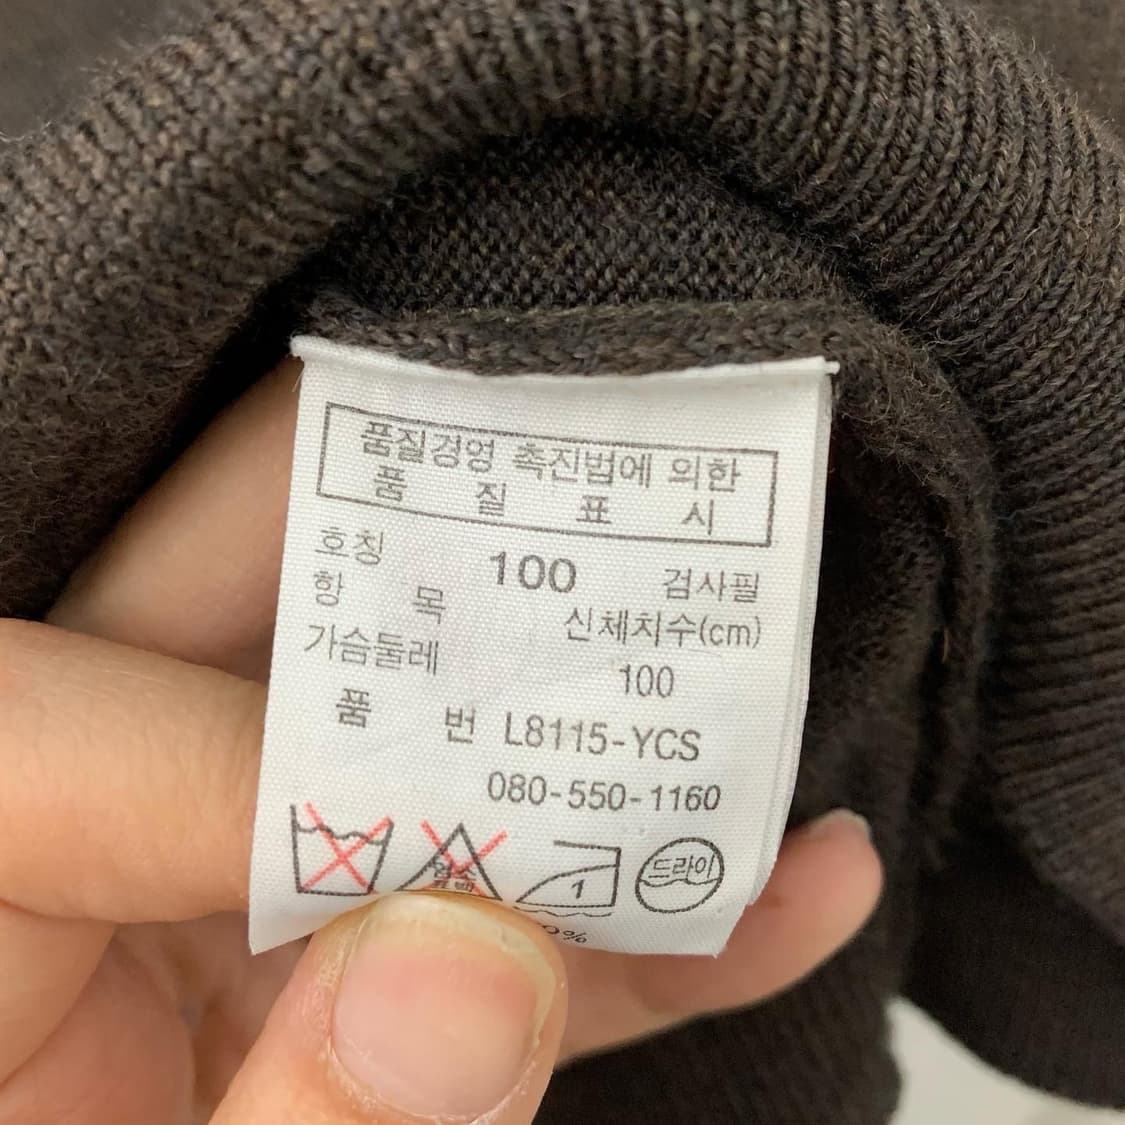 품질경영 촉진법에 의한
품 질 표 시
호칭 100 검사필
항 목 신체치수(cm)
가슴둘레 100
품 번 L8115-YCS
080-550-1160
1 드라이
0%